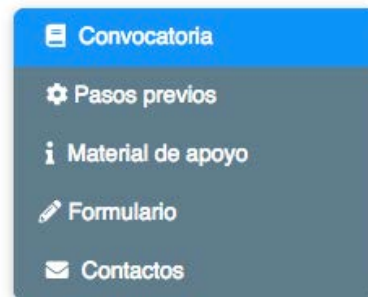 Convocatoria
Pasos previos
Material de apoyo
Formulario
Contactos